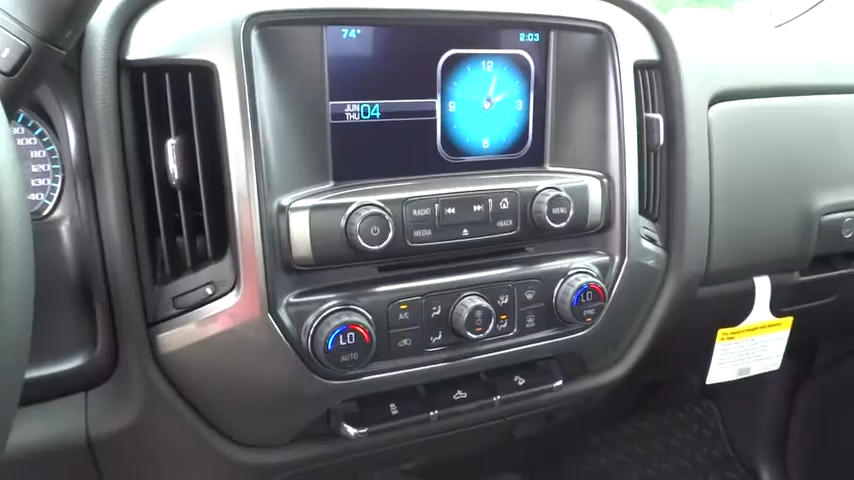 74°
2:03
12
3
6
9
JUN
THU 04
100
110
120
130
140
RADIO
MEDIA
BACK
MENU
LO
AUTO
A/C
LO
SYNC